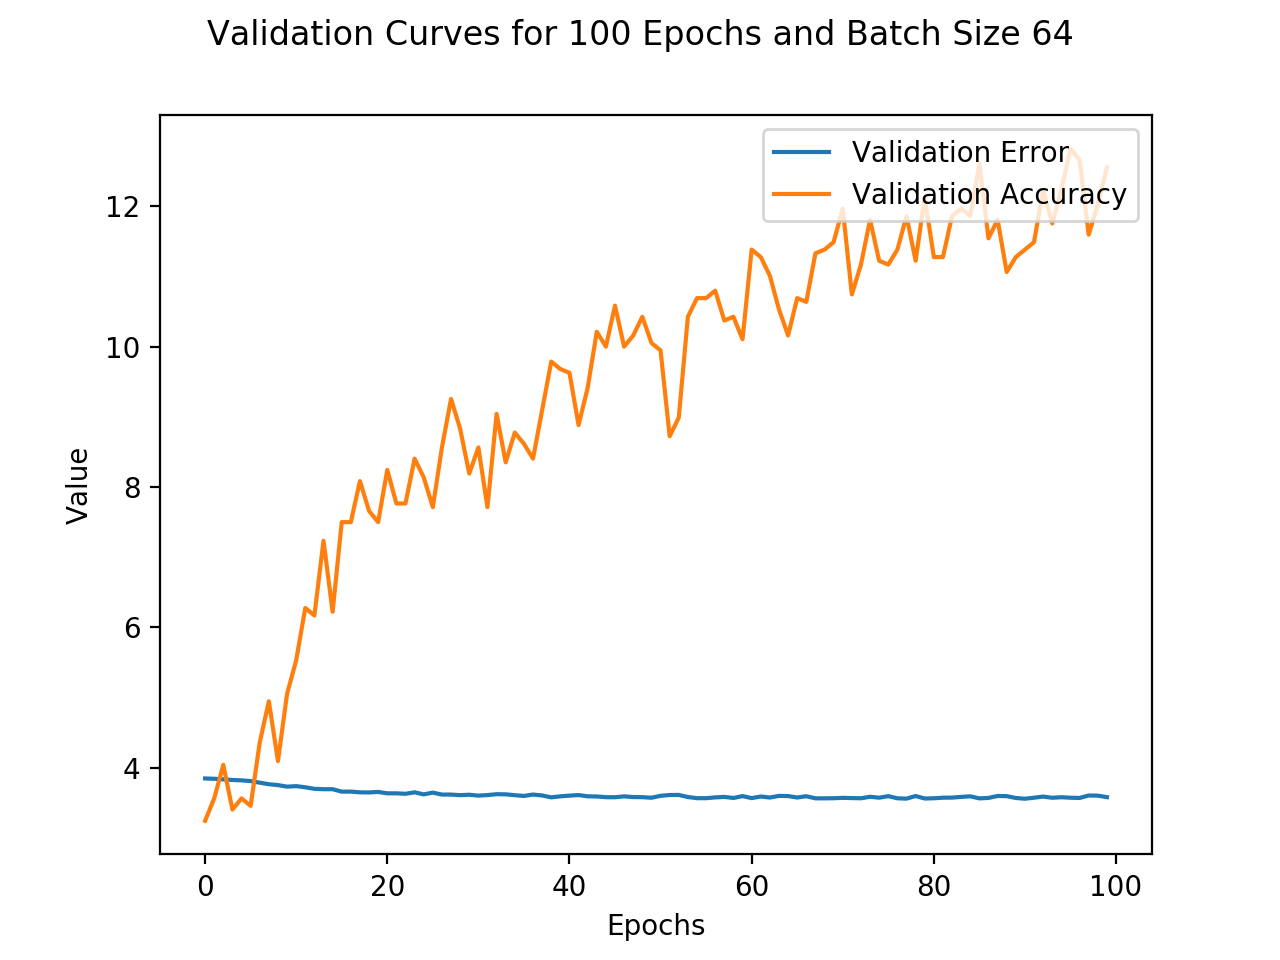 Validation Curves for 100 Epochs and Batch Size 64
Validation Error
Validation Accuracy
12
10
8
6
4
Value
0 20 40 60 80 100
Epochs